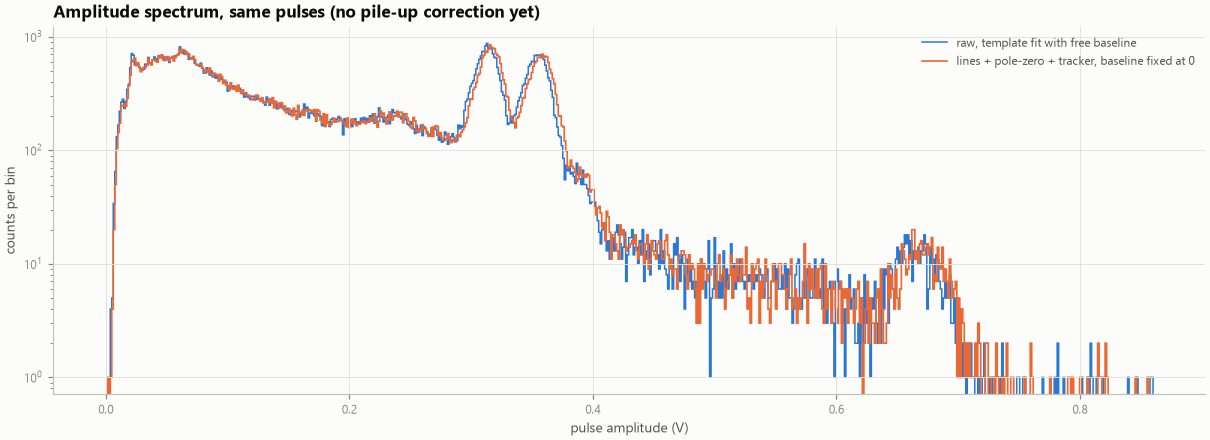 Amplitude spectrum, same pulses (no pile-up correction yet)
raw, template fit with free baseline
lines + pole-zero + tracker, baseline fixed at 0
counts per bin
10³
10²
10¹
10⁰
0.0 0.2 0.4 0.6 0.8
pulse amplitude (V)